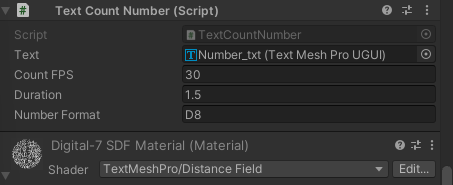 Text Count Number (Script)
Script TextCountNumber
Text Number_txt (Text Mesh Pro UGUI)
Count FPS 30
Duration 1.5
Number Format D8
Digital-7 SDF Material (Material)
Shader TextMeshPro/Distance Field Edit...